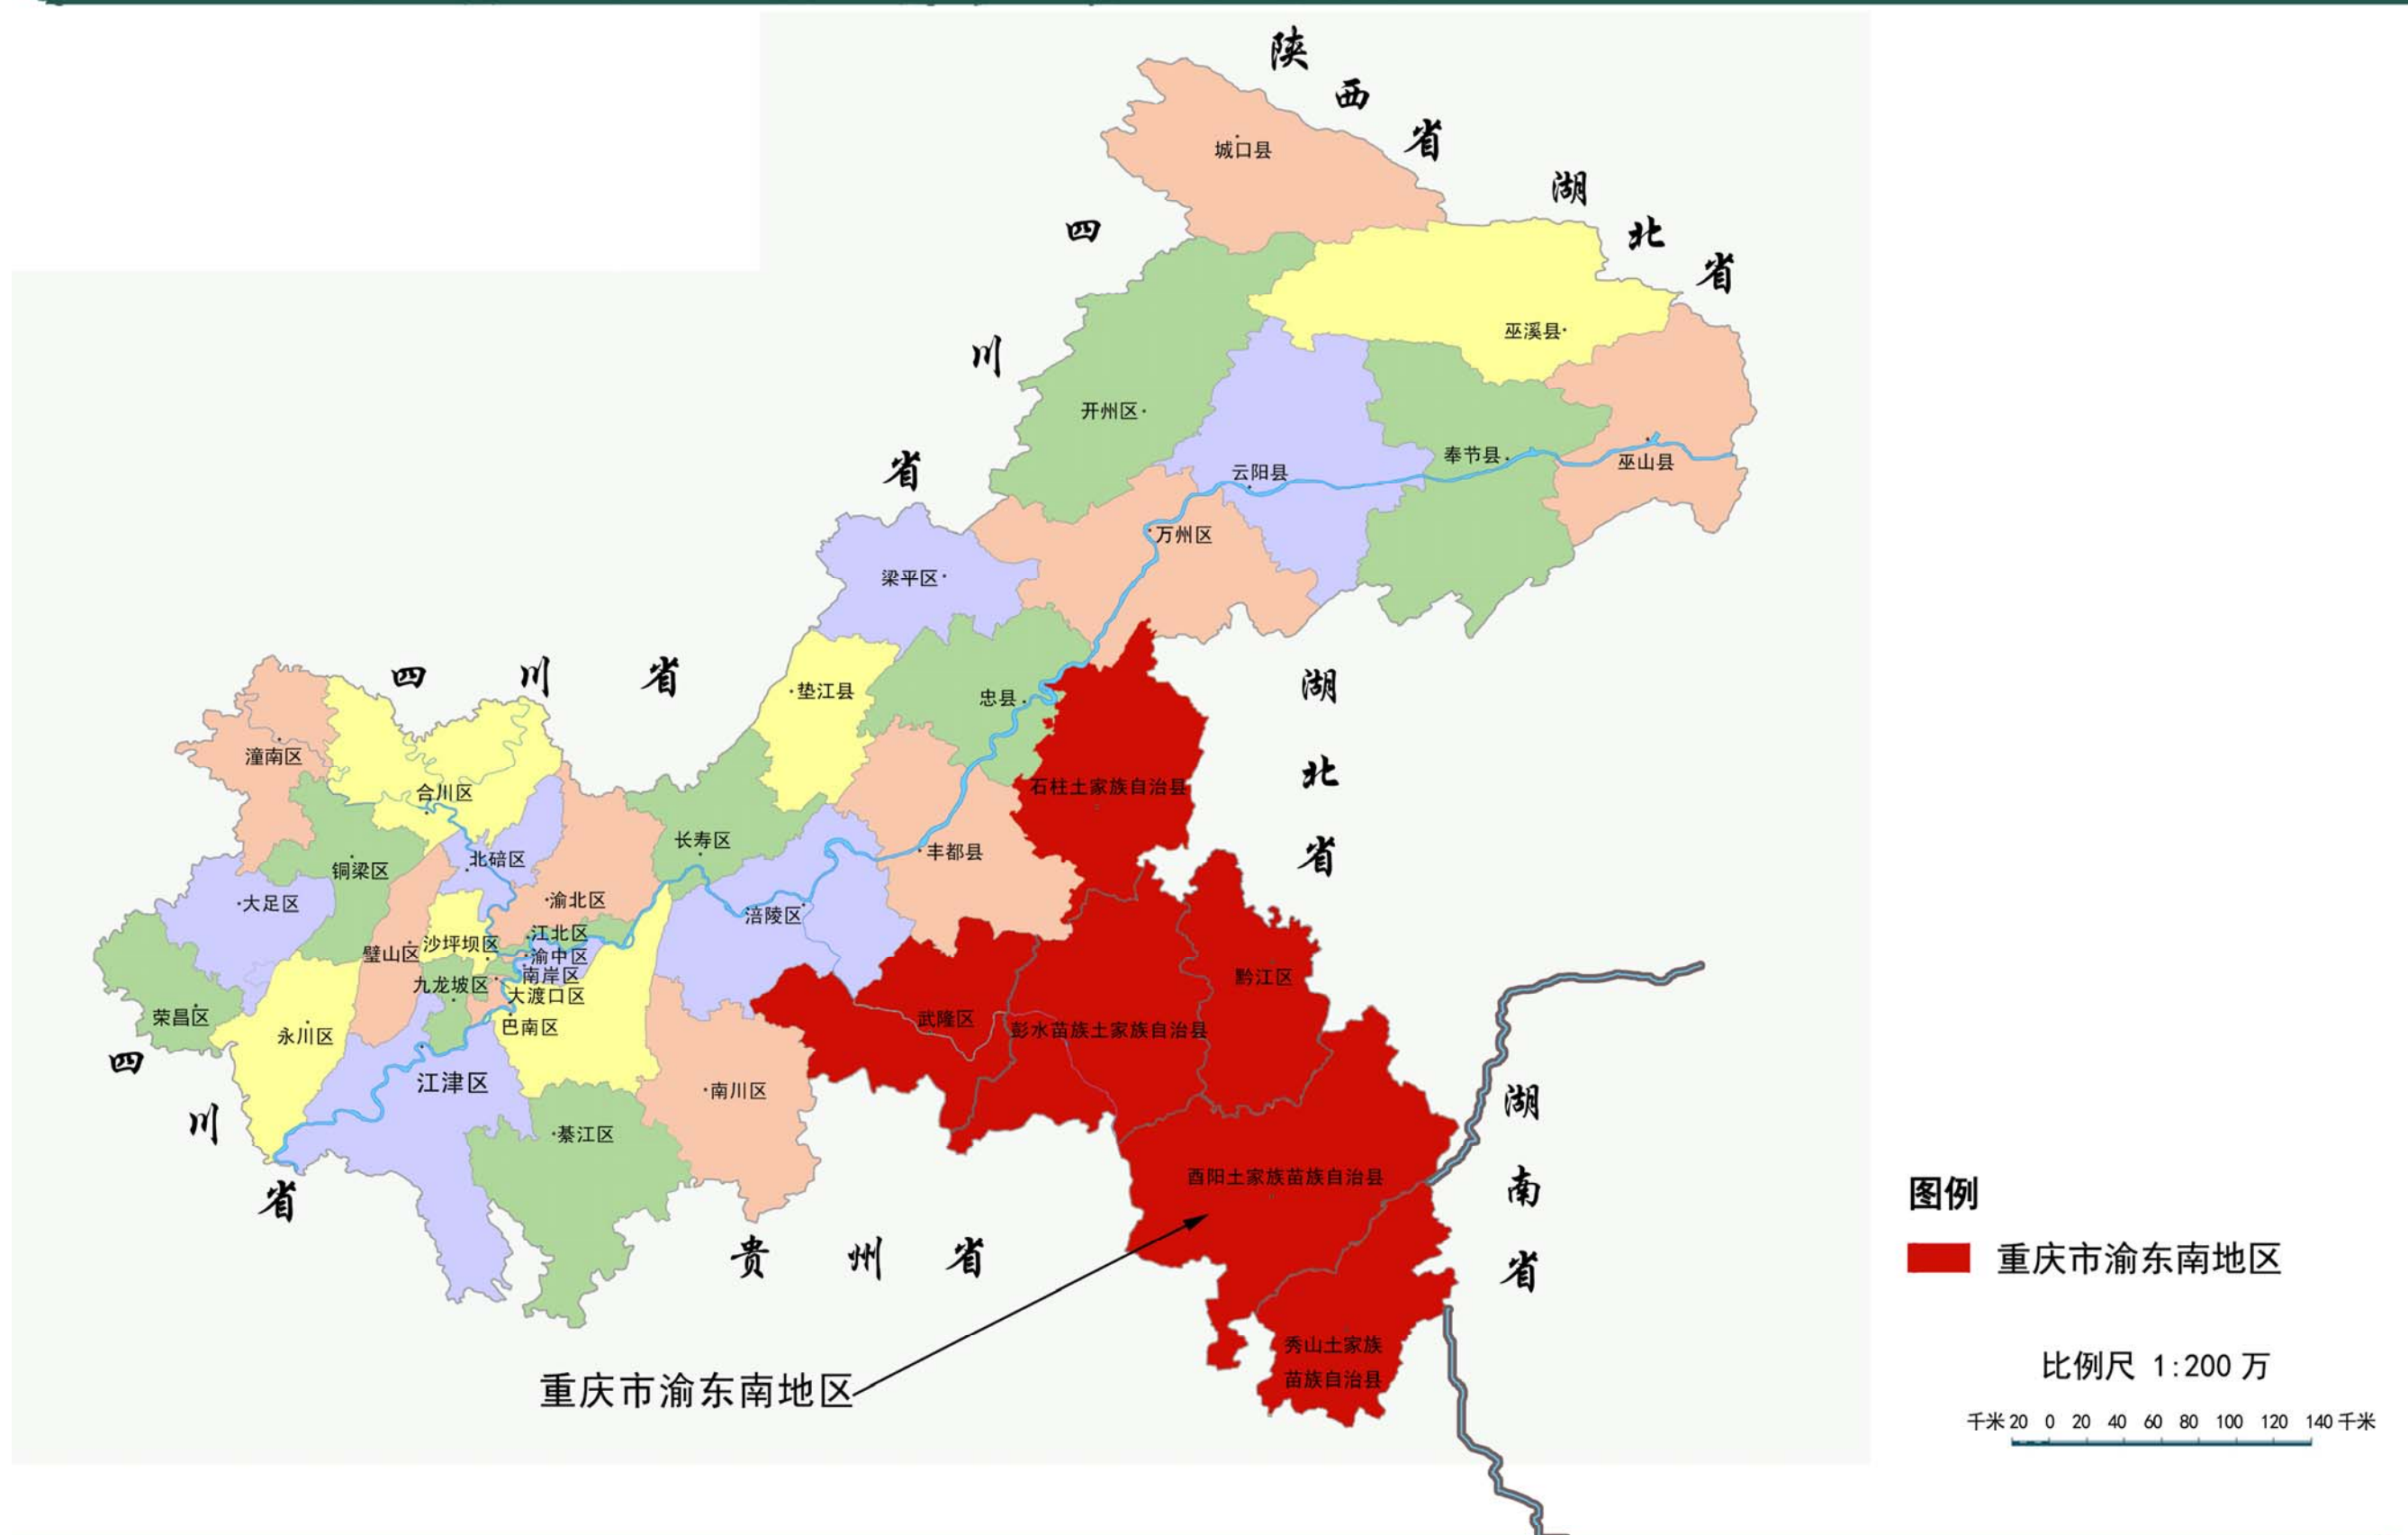 陕西省
城口县
湖北省
四川省
巫溪县
开州区
奉节县
巫山县
云阳县
万州区
梁平区
四川省
垫江县
忠县
湖北省
潼南区
合川区
石柱土家族自治县
长寿区
丰都县
北碚区
铜梁区
大足区
渝北区
涪陵区
江北区
沙坪坝区
璧山区
渝中区
南岸区
九龙坡区
大渡口区
黔江区
荣昌区
永川区
巴南区
武隆区
彭水苗族土家族自治县
四川省
江津区
南川区
綦江区
湖南省
酉阳土家族苗族自治县
贵州省
秀山土家族
苗族自治县
重庆市渝东南地区
图例
重庆市渝东南地区
比例尺 1:200 万
千米 20 0 20 40 60 80 100 120 140 千米